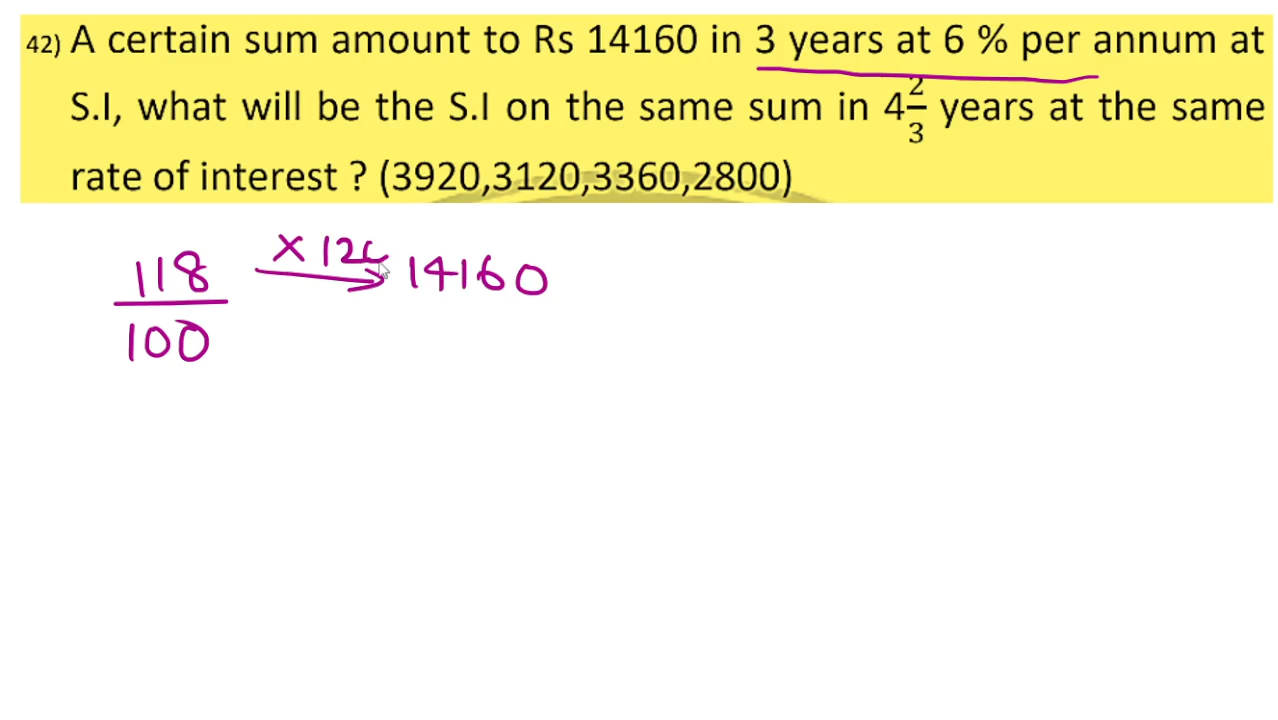 42) A certain sum amount to Rs 14160 in 3 years at 6 % per annum at
S.I, what will be the S.I on the same sum in 4 2/3 years at the same
rate of interest ? (3920,3120,3360,2800)
118/100 × 120 → 14160